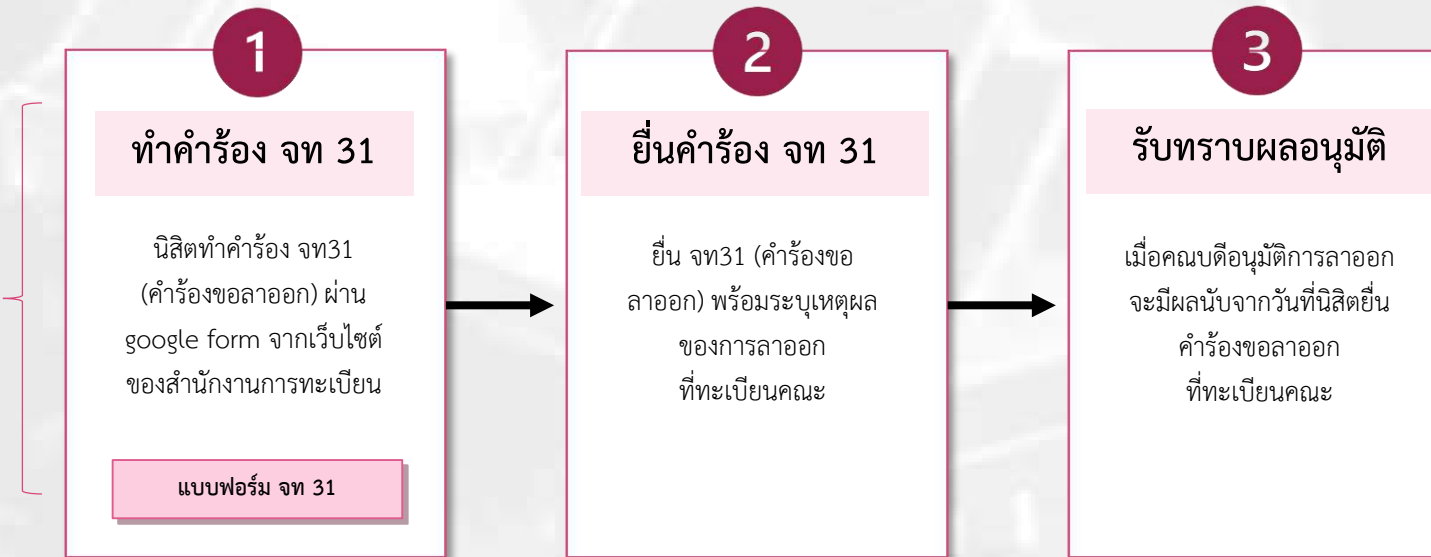 1
ทำคำร้อง จท 31
นิสิตทำคำร้อง จท31
(คำร้องขอลาออก) ผ่าน
google form จากเว็บไซต์
ของสำนักงานการทะเบียน
แบบฟอร์ม จท 31
2
ยื่นคำร้อง จท 31
ยื่น จท31 (คำร้องขอ
ลาออก) พร้อมระบุเหตุผล
ของการลาออก
ที่ทะเบียนคณะ
3
รับทราบผลอนุมัติ
เมื่อคณบดีอนุมัติการลาออก
จะมีผลนับจากวันที่นิสิตยื่น
คำร้องขอลาออก
ที่ทะเบียนคณะ